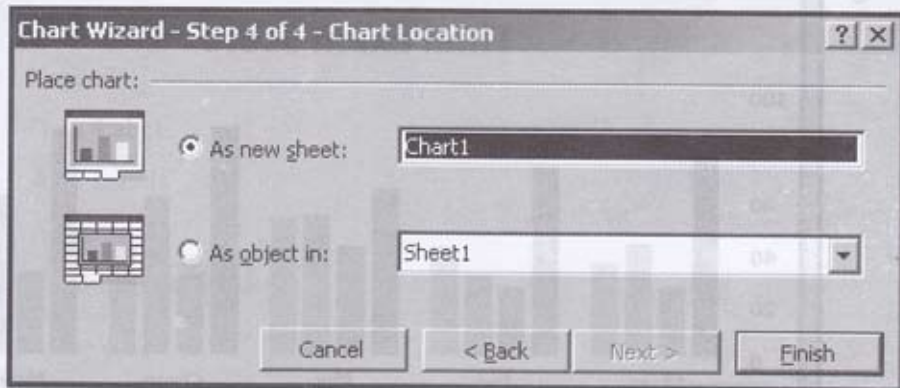 Chart Wizard - Step 4 of 4 - Chart Location
Place chart:
As new sheet: Chart1
As object in: Sheet1
Cancel < Back Next > Finish